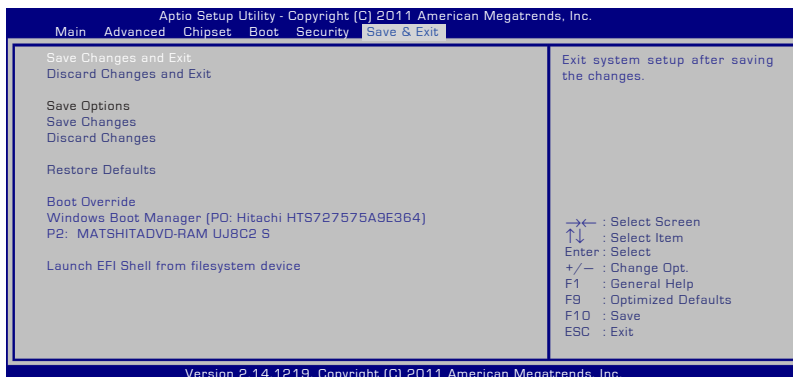 Aptio Setup Utility - Copyright (C) 2011 American Megatrends, Inc.
Main Advanced Chipset Boot Security Save & Exit
Save Changes and Exit
Discard Changes and Exit
Save Options
Save Changes
Discard Changes
Restore Defaults
Boot Override
Windows Boot Manager (PO: Hitachi HTS727575A9E364)
P2: MATSHITADVD-RAM UJ8C2 S
Launch EFI Shell from filesystem device
Exit system setup after saving
the changes.
→← : Select Screen
↑↓ : Select Item
Enter : Select
+/— : Change Opt.
F1 : General Help
F9 : Optimized Defaults
F10 : Save
ESC : Exit
Version 2.14.1219. Copyright (C) 2011 American Megatrends, Inc.